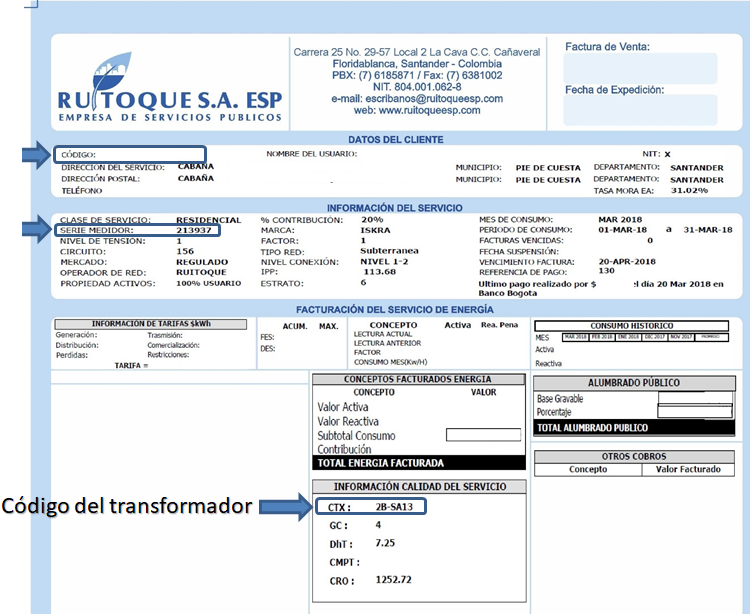 RUITOQUE S.A. ESP
EMPRESA DE SERVICIOS PUBLICOS
Carrera 25 No. 29-57 Local 2 La Cava C.C. Cañaveral
Floridablanca, Santander - Colombia
PBX: (7) 6185871 / Fax: (7) 6381002
NIT. 804.001.062-8
e-mail: escribanos@ruitoqueesp.com
web: www.ruitoqueesp.com
Factura de Venta:
Fecha de Expedición:
DATOS DEL CLIENTE
CÓDIGO: NOMBRE DEL USUARIO: NIT: X
DIRECCIÓN DEL SERVICIO: CABAÑA MUNICIPIO: PIE DE CUESTA DEPARTAMENTO: SANTANDER
DIRECCIÓN POSTAL: CABAÑA MUNICIPIO: PIE DE CUESTA DEPARTAMENTO: SANTANDER
TELÉFONO TASA MORA EA: 31.02%
INFORMACIÓN DEL SERVICIO
CLASE DE SERVICIO: RESIDENCIAL % CONTRIBUCIÓN: 20% MES DE CONSUMO: MAR 2018
SERIE MEDIDOR: 213937 MARCA: ISKRA PERIODO DE CONSUMO: 01-MAR-18 a 31-MAR-18
NIVEL DE TENSIÓN: 1 FACTOR: 1 FACTURAS VENCIDAS: 0
CIRCUITO: 156 TIPO RED: Subterranea FECHA SUSPENSIÓN:
MERCADO: REGULADO NIVEL CONEXIÓN: NIVEL 1-2 VENCIMIENTO FACTURA: 20-APR-2018
OPERADOR DE RED: RUITOQUE IPP: 113.68 REFERENCIA DE PAGO: 130
PROPIEDAD ACTIVOS: 100% USUARIO ESTRATO: 6 Ultimo pago realizado por $ el día 20 Mar 2018 en
Banco Bogota
FACTURACIÓN DEL SERVICIO DE ENERGÍA
INFORMACIÓN DE TARIFAS $kWh
Generación: Trasmisión:
Distribución: Comercialización:
Perdidas: Restricciones:
TARIFA =
ACUM. MAX.
FES:
DES:
CONCEPTO Activa Rea. Pena
LECTURA ACTUAL
LECTURA ANTERIOR
FACTOR
CONSUMO MES(Kw/H)
CONSUMO HISTORICO
MES MAR 2018 FEB 2018 ENE 2018 DIC 2017 NOV 2017 PROMEDIO
Activa
Reactiva
CONCEPTOS FACTURADOS ENERGIA
CONCEPTO VALOR
Valor Activa
Valor Reactiva
Subtotal Consumo
Contribución
TOTAL ENERGIA FACTURADA
ALUMBRADO PÚBLICO
Base Gravable
Porcentaje
TOTAL ALUMBRADO PUBLICO
OTROS COBROS
Concepto Valor Facturado
INFORMACIÓN CALIDAD DEL SERVICIO
Código del transformador
CTX : 2B-SA13
GC : 4
DhT : 7.25
CMPT :
CRO : 1252.72